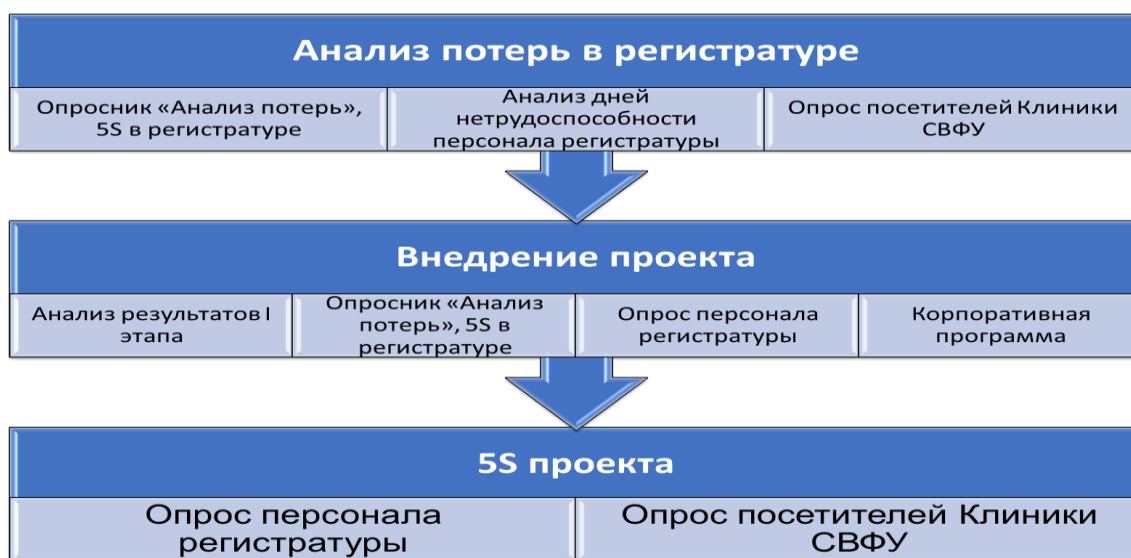 Анализ потерь в регистратуре
Опросник «Анализ потерь»,
5S в регистратуре
Анализ дней
нетрудоспособности
персонала регистратуры
Опрос посетителей Клиники
СВФУ
Внедрение проекта
Анализ результатов I
этапа
Опросник «Анализ
потерь», 5S в
регистратуре
Опрос персонала
регистратуры
Корпоративная
программа
5S проекта
Опрос персонала
регистратуры
Опрос посетителей Клиники
СВФУ